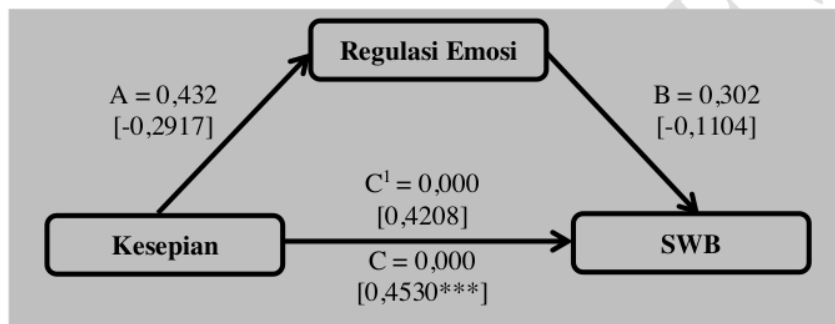 Regulasi Emosi
A = 0,432
[-0,2917]
B = 0,302
[-0,1104]
C¹ = 0,000
[0,4208]
Kesepian
SWB
C = 0,000
[0,4530***]